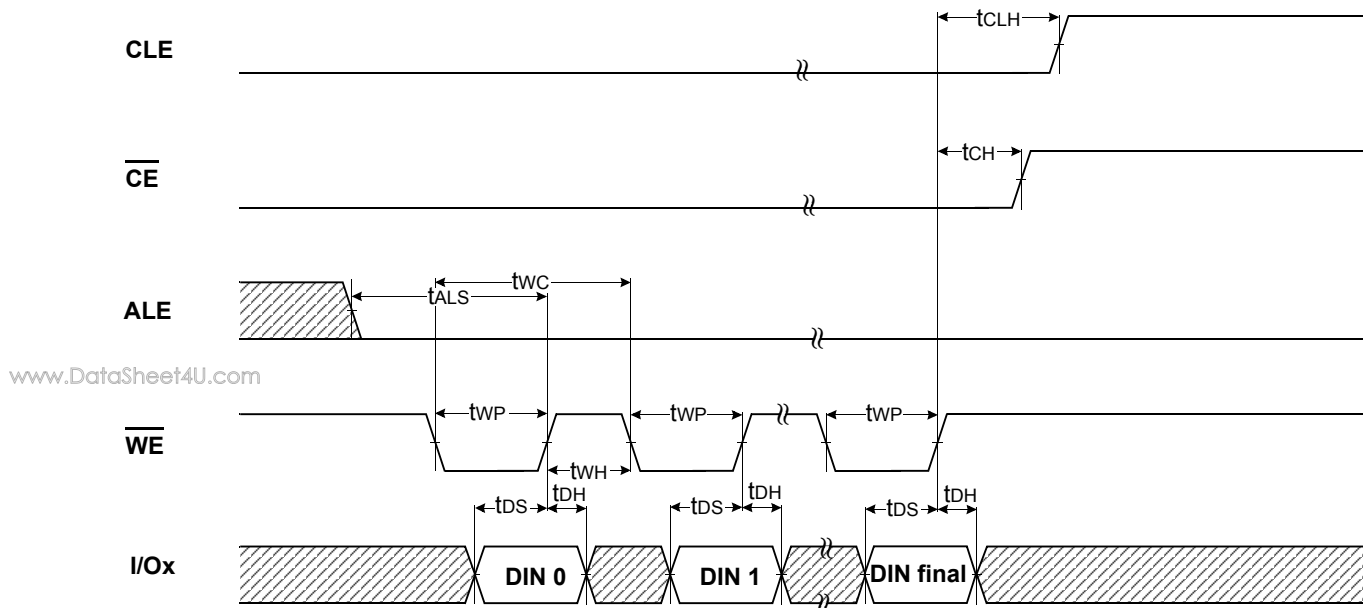 tCLH
CLE
tCH
CE
tWC
tALS
ALE
www.DataSheet4U.com
tWP tWP tWP
WE
tWH
tDS tDH tDS tDH tDS tDH
I/Ox DIN 0 DIN 1 DIN final